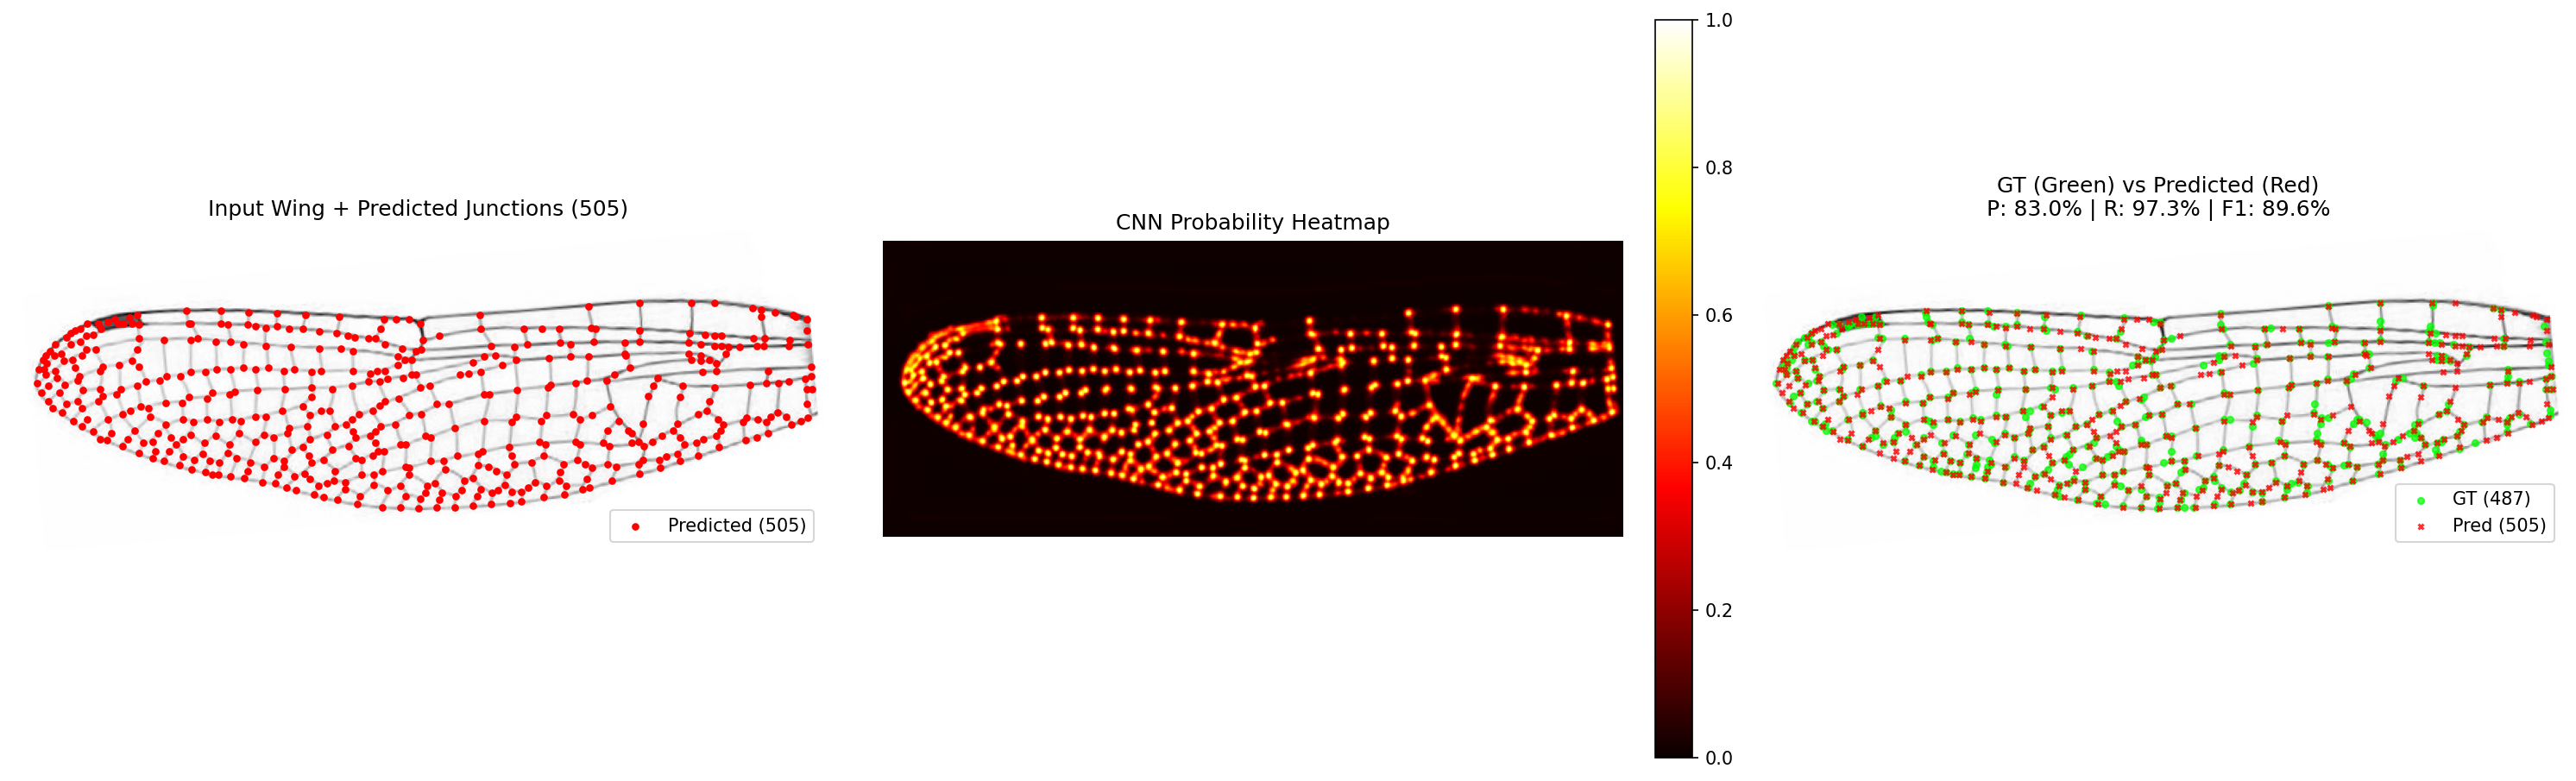 Input Wing + Predicted Junctions (505)
Predicted (505)
CNN Probability Heatmap
1.0
0.8
0.6
0.4
0.2
0.0
GT (Green) vs Predicted (Red)
P: 83.0% | R: 97.3% | F1: 89.6%
GT (487)
Pred (505)